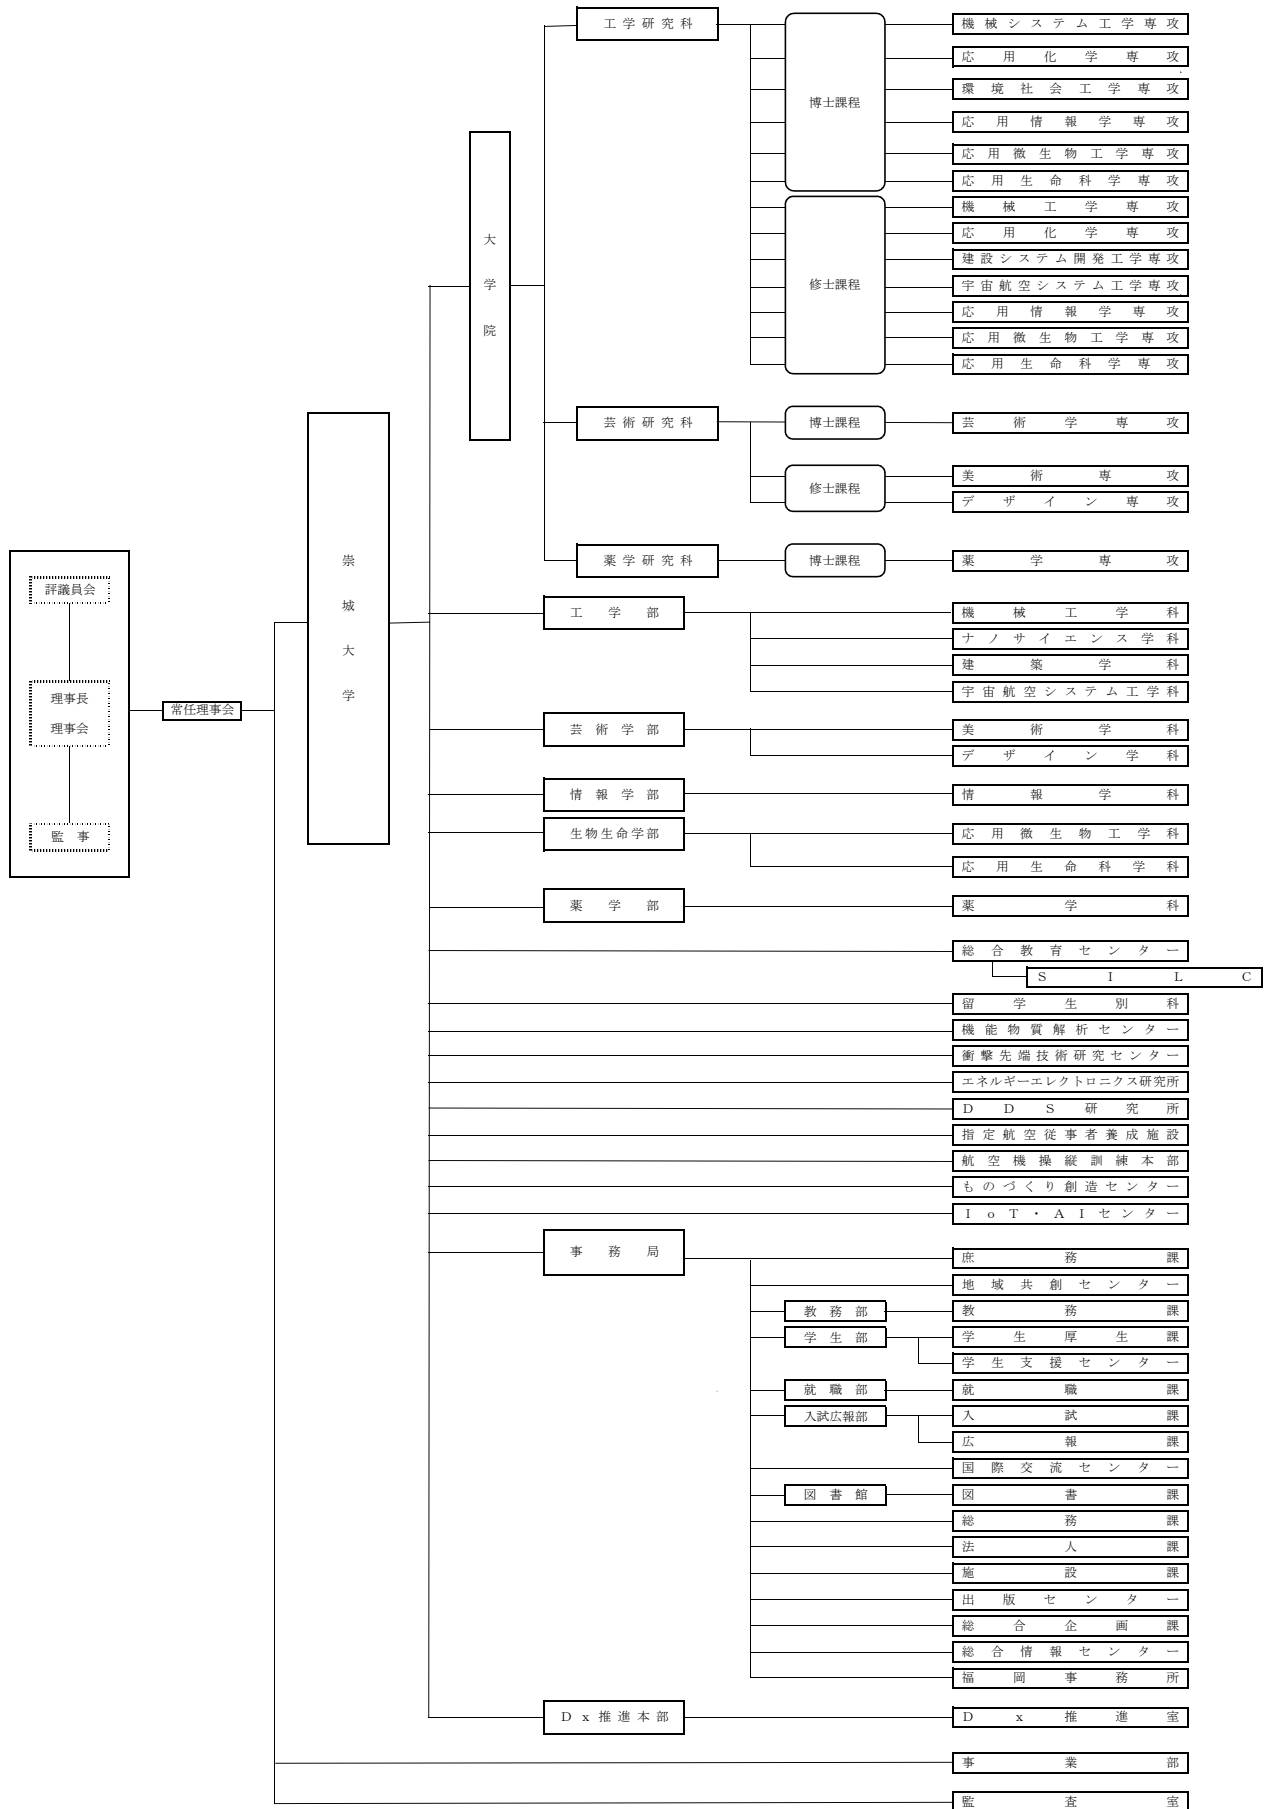 評議員会
理事長
理事会
監事
常任理事会
崇城大学
大学院
工学研究科
博士課程
機械システム工学専攻
応用化学専攻
環境社会工学専攻
応用情報学専攻
応用微生物工学専攻
応用生命科学専攻
修士課程
機械工学専攻
応用化学専攻
建設システム開発工学専攻
宇宙航空システム工学専攻
応用情報学専攻
応用微生物工学専攻
応用生命科学専攻
芸術研究科
博士課程
芸術学専攻
修士課程
美術専攻
デザイン専攻
薬学研究科
博士課程
薬学専攻
工学部
機械工学科
ナノサイエンス学科
建築学科
宇宙航空システム工学科
芸術学部
美術学科
デザイン学科
情報学部
情報学科
生物生命学部
応用微生物工学科
応用生命科学科
薬学部
薬学科
総合教育センター
SILC
留学生別科
機能物質解析センター
衝撃先端技術研究センター
エネルギーエレクトロニクス研究所
DDS研究所
指定航空従事者養成施設
航空機操縦訓練本部
ものづくり創造センター
IoT・AIセンター
事務局
庶務課
地域共創センター
教務部
教務課
学生部
学生厚生課
学生支援センター
就職部
就職課
入試広報部
入試課
広報課
国際交流センター
図書館
図書課
総務課
法人課
施設課
出版センター
総合企画課
総合情報センター
福岡事務所
Dx推進本部
Dx推進室
事業部
監査室